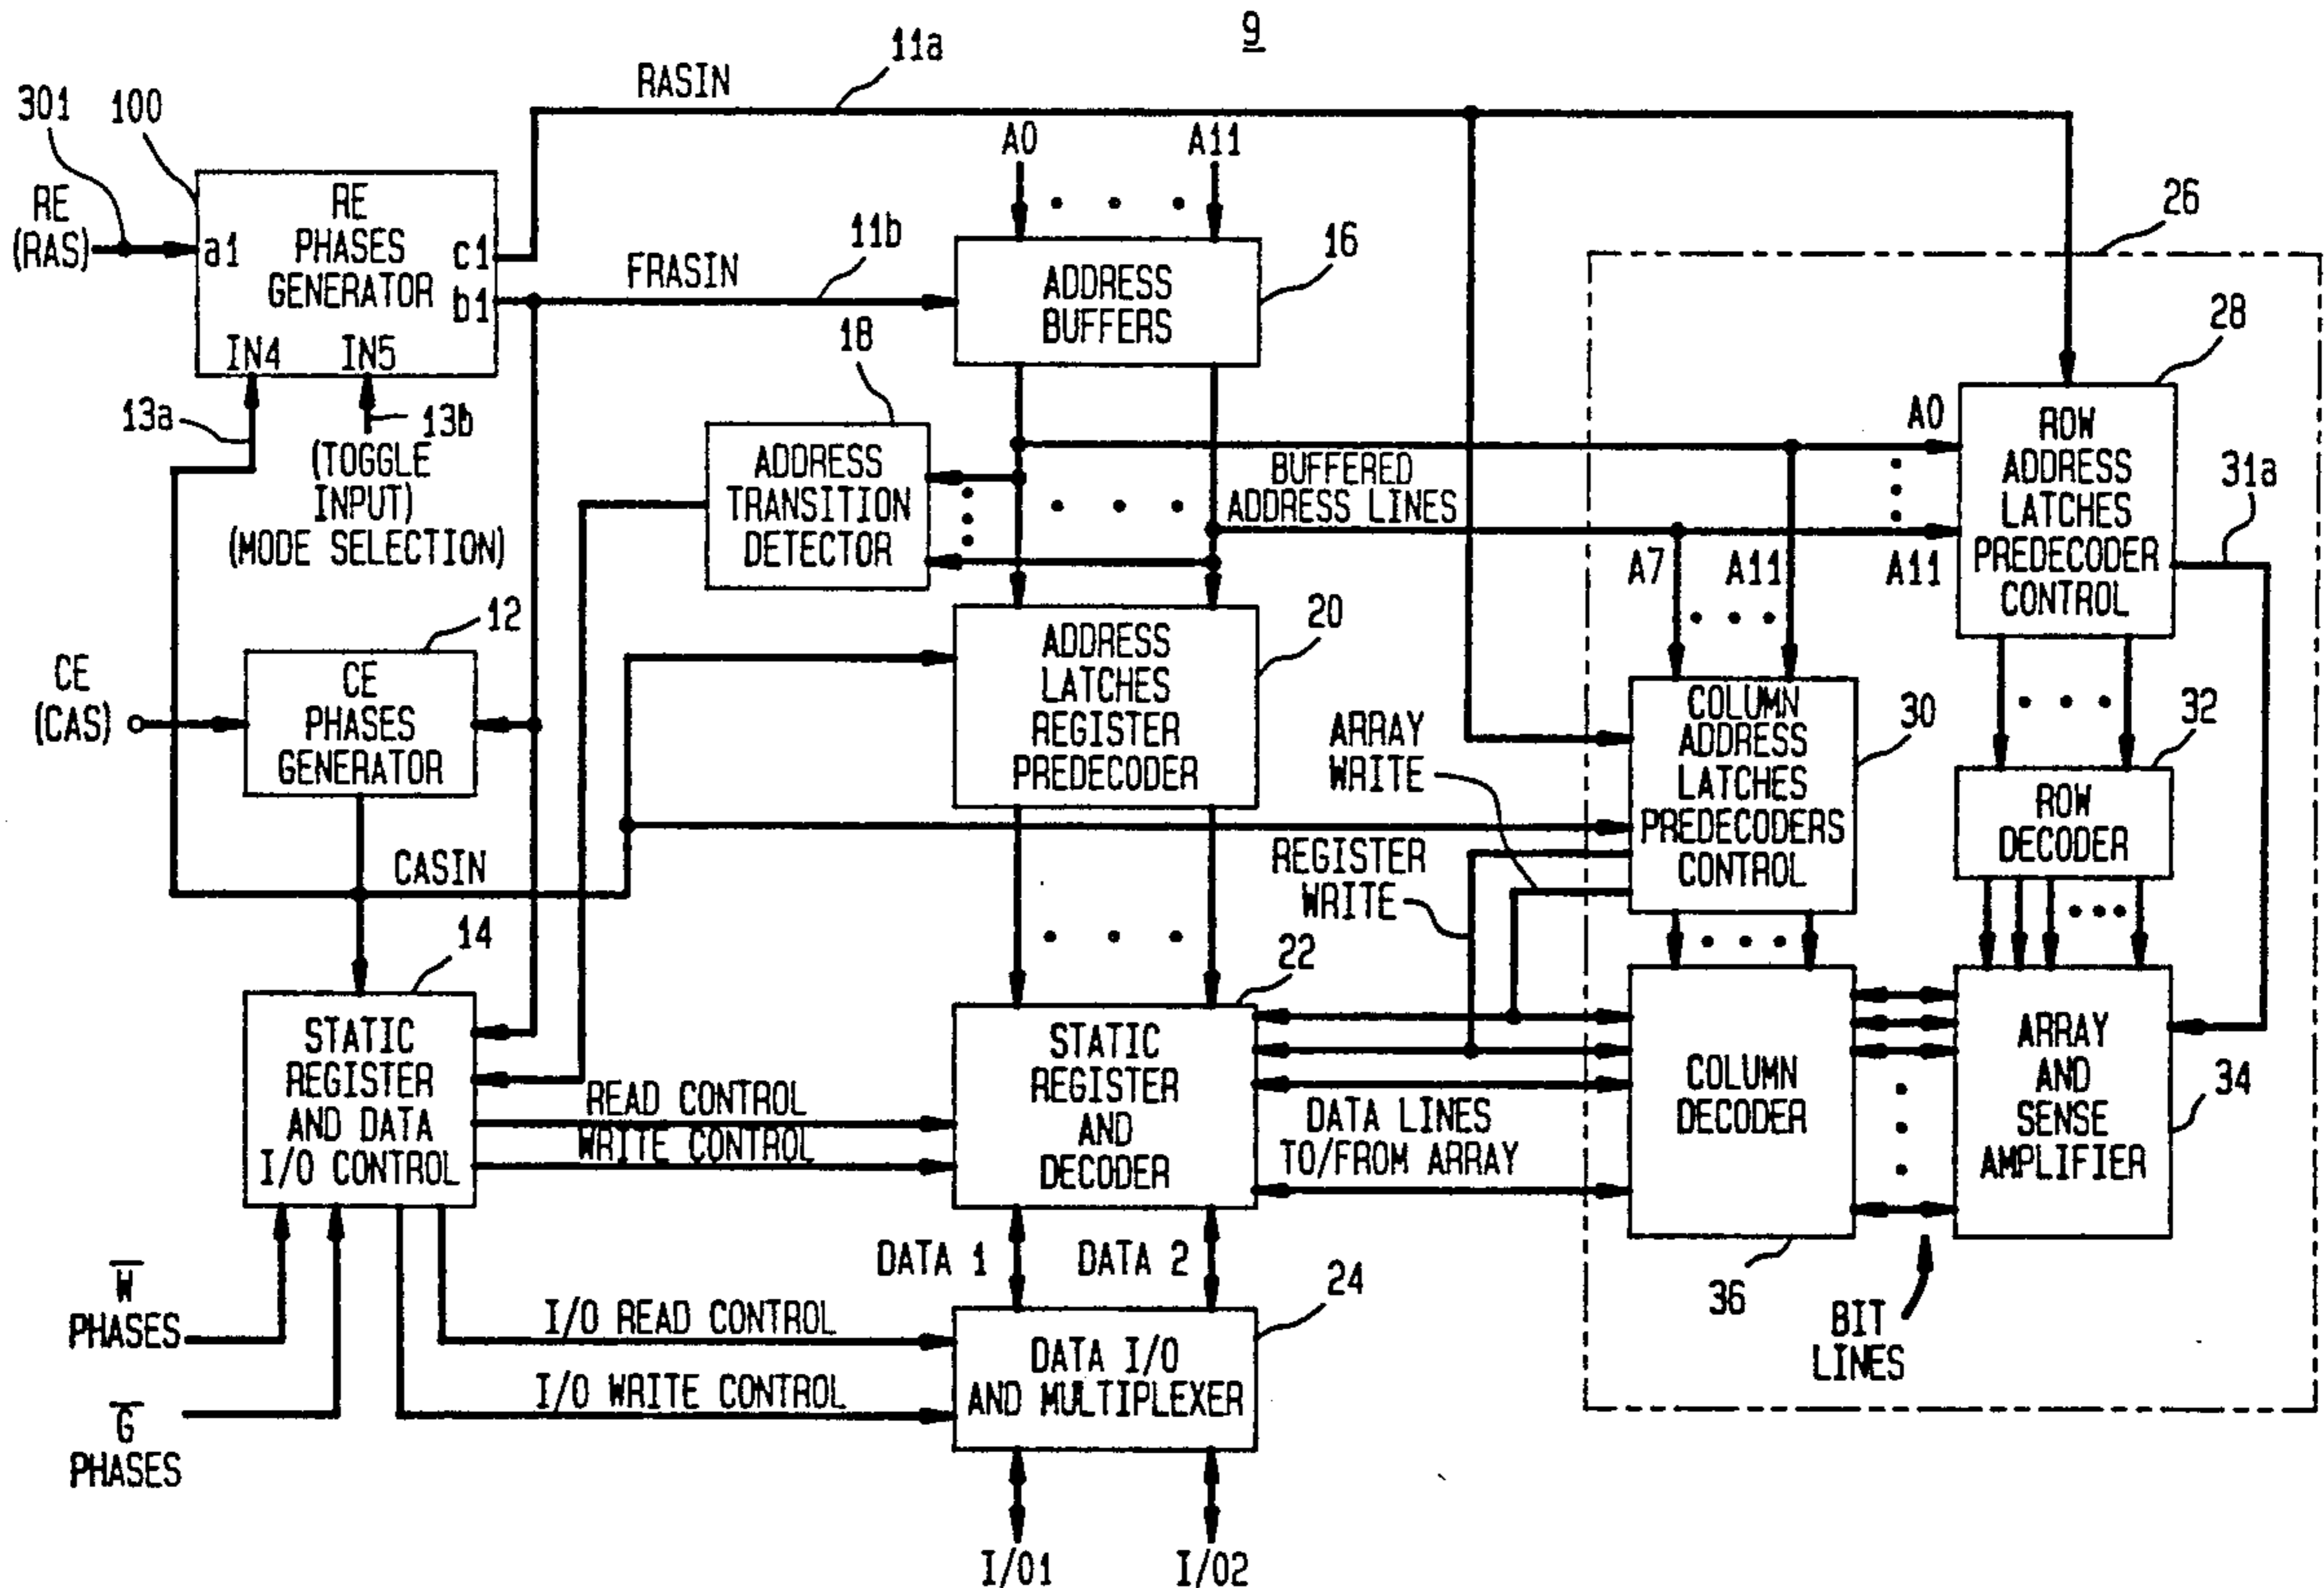 9
11a
RASIN
301
100
A0
A11
RE
(RAS)
a1
RE
PHASES
GENERATOR
c1
b1
IN4
IN5
11b
FRASIN
ADDRESS
BUFFERS
16
26
28
18
13a
13b
(TOGGLE
INPUT)
(MODE SELECTION)
ADDRESS
TRANSITION
DETECTOR
BUFFERED
ADDRESS LINES
A0
A11
A7
A11
ROW
ADDRESS
LATCHES
PREDECODER
CONTROL
31a
12
CE
(CAS)
CE
PHASES
GENERATOR
ADDRESS
LATCHES
REGISTER
PREDECODER
20
ARRAY
WRITE
COLUMN
ADDRESS
LATCHES
PREDECODERS
CONTROL
30
32
ROW
DECODER
CASIN
REGISTER
WRITE
14
STATIC
REGISTER
AND DATA
I/O CONTROL
READ CONTROL
WRITE CONTROL
22
STATIC
REGISTER
AND
DECODER
DATA LINES
TO/FROM ARRAY
COLUMN
DECODER
36
ARRAY
AND
SENSE
AMPLIFIER
34
BIT
LINES
W̅
PHASES
G̅
PHASES
I/O READ CONTROL
I/O WRITE CONTROL
DATA 1
DATA 2
24
DATA I/O
AND MULTIPLEXER
I/O1
I/O2